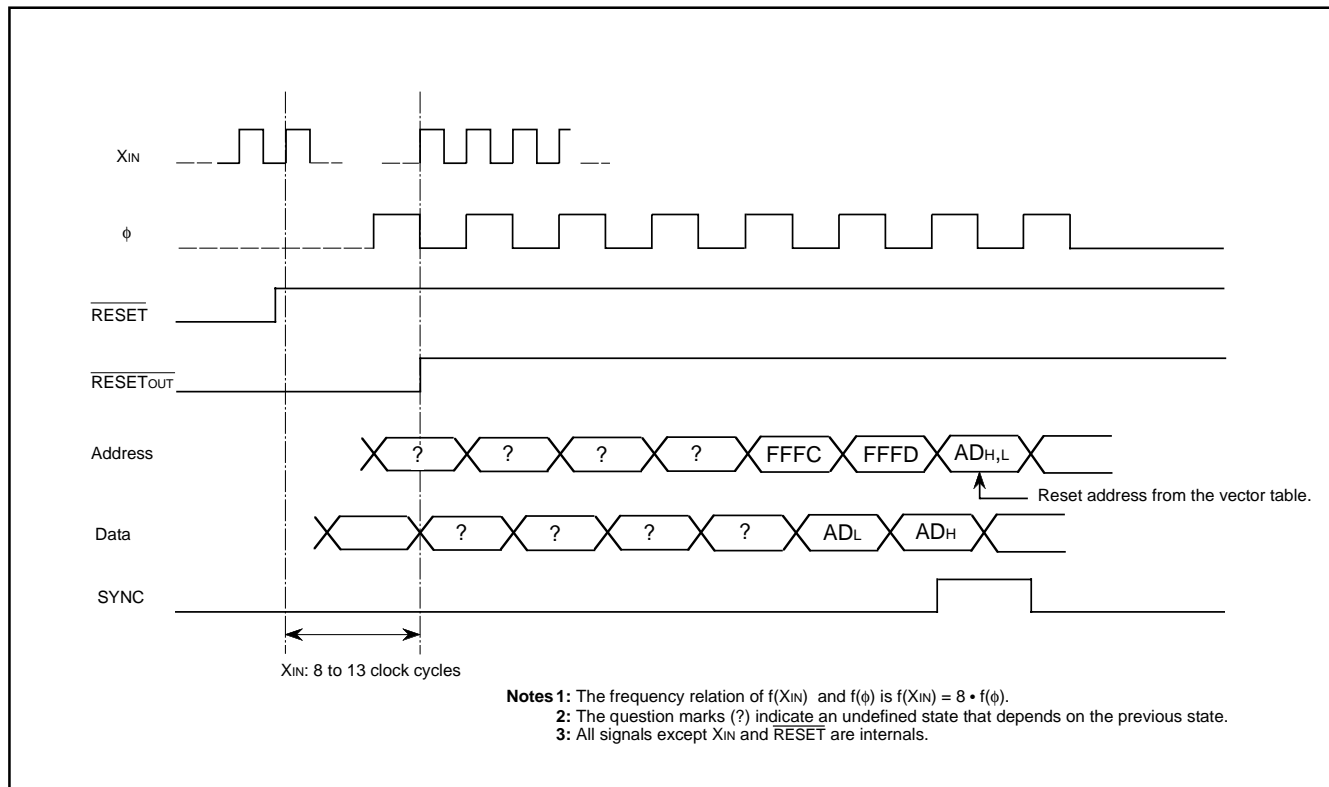 XIN
φ
RESET
RESETOUT
Address
? ? ? ? FFFC FFFD ADH,L
Reset address from the vector table.
Data
? ? ? ? ADL ADH
SYNC
XIN: 8 to 13 clock cycles
Notes 1: The frequency relation of f(XIN) and f(φ) is f(XIN) = 8 • f(φ).
2: The question marks (?) indicate an undefined state that depends on the previous state.
3: All signals except XIN and RESET are internals.